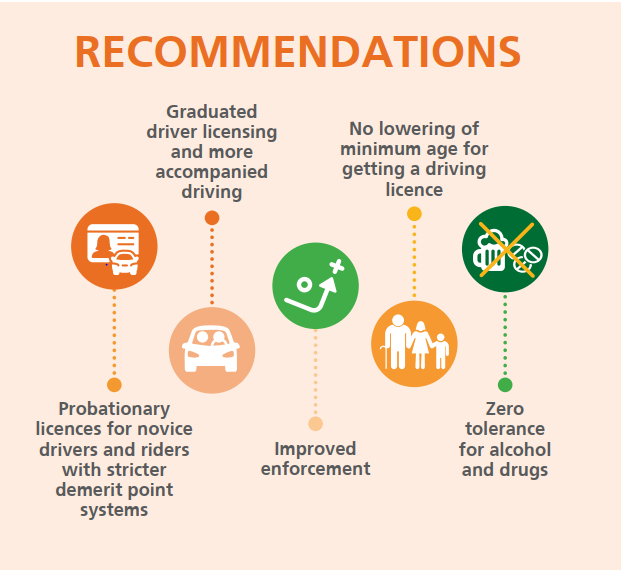 RECOMMENDATIONS
Graduated
driver licensing
and more
accompanied
driving
No lowering of
minimum age for
getting a driving
licence
Probationary
licences for novice
drivers and riders
with stricter
demerit point
systems
Improved
enforcement
Zero
tolerance
for alcohol
and drugs